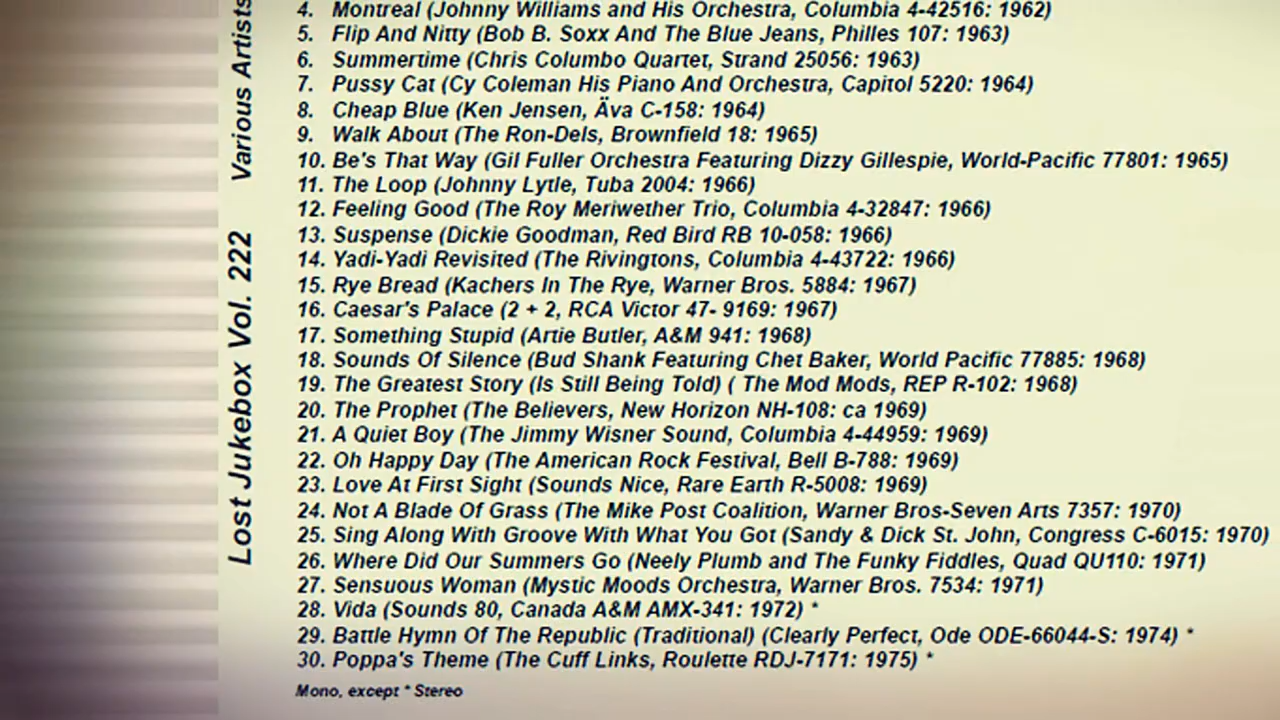 Various Artists
Lost Jukebox Vol. 222
4. Montreal (Johnny Williams and His Orchestra, Columbia 4-42516: 1962)
5. Flip And Nitty (Bob B. Soxx And The Blue Jeans, Philles 107: 1963)
6. Summertime (Chris Columbo Quartet, Strand 25056: 1963)
7. Pussy Cat (Cy Coleman His Piano And Orchestra, Capitol 5220: 1964)
8. Cheap Blue (Ken Jensen, Äva C-158: 1964)
9. Walk About (The Ron-Dels, Brownfield 18: 1965)
10. Be's That Way (Gil Fuller Orchestra Featuring Dizzy Gillespie, World-Pacific 77801: 1965)
11. The Loop (Johnny Lytle, Tuba 2004: 1966)
12. Feeling Good (The Roy Meriwether Trio, Columbia 4-32847: 1966)
13. Suspense (Dickie Goodman, Red Bird RB 10-058: 1966)
14. Yadi-Yadi Revisited (The Rivingtons, Columbia 4-43722: 1966)
15. Rye Bread (Kachers In The Rye, Warner Bros. 5884: 1967)
16. Caesar's Palace (2 + 2, RCA Victor 47- 9169: 1967)
17. Something Stupid (Artie Butler, A&M 941: 1968)
18. Sounds Of Silence (Bud Shank Featuring Chet Baker, World Pacific 77885: 1968)
19. The Greatest Story (Is Still Being Told) ( The Mod Mods, REP R-102: 1968)
20. The Prophet (The Believers, New Horizon NH-108: ca 1969)
21. A Quiet Boy (The Jimmy Wisner Sound, Columbia 4-44959: 1969)
22. Oh Happy Day (The American Rock Festival, Bell B-788: 1969)
23. Love At First Sight (Sounds Nice, Rare Earth R-5008: 1969)
24. Not A Blade Of Grass (The Mike Post Coalition, Warner Bros-Seven Arts 7357: 1970)
25. Sing Along With Groove With What You Got (Sandy & Dick St. John, Congress C-6015: 1970)
26. Where Did Our Summers Go (Neely Plumb and The Funky Fiddles, Quad QU110: 1971)
27. Sensuous Woman (Mystic Moods Orchestra, Warner Bros. 7534: 1971)
28. Vida (Sounds 80, Canada A&M AMX-341: 1972) *
29. Battle Hymn Of The Republic (Traditional) (Clearly Perfect, Ode ODE-66044-S: 1974) *
30. Poppa's Theme (The Cuff Links, Roulette RDJ-7171: 1975) *
Mono, except * Stereo